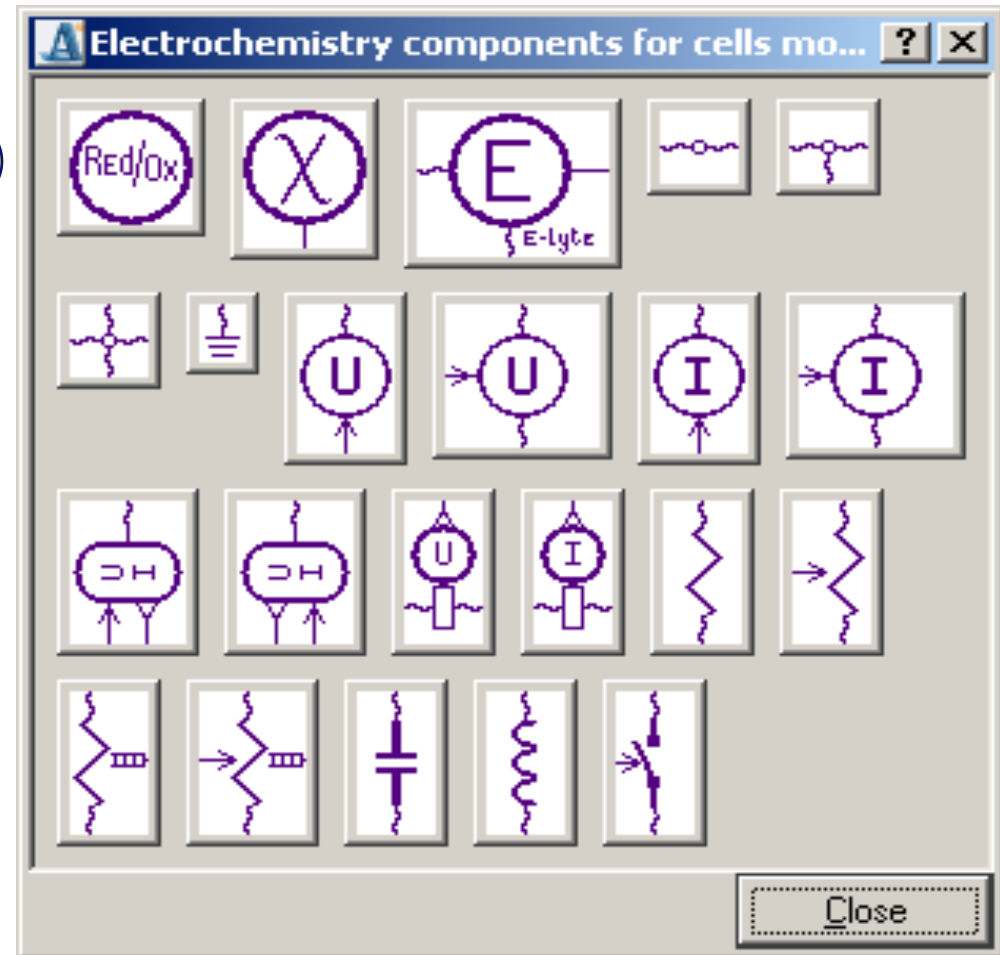 Electrochemistry components for cells mo... ? X
REd/Ox X E E-lyte
U U I I
U I U I U I
Close